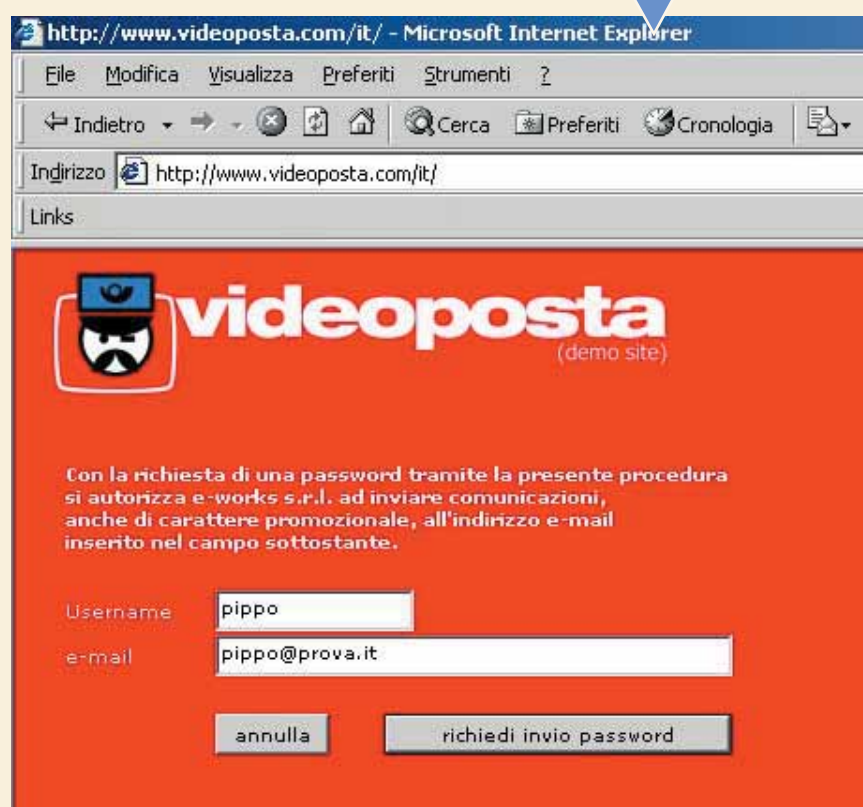 http://www.videoposta.com/it/ - Microsoft Internet Explorer
File Modifica Visualizza Preferiti Strumenti ?
Indietro Cerca Preferiti Cronologia
Indirizzo http://www.videoposta.com/it/
Links
videoposta
(demo site)
Con la richiesta di una password tramite la presente procedura
si autorizza e-works s.r.l. ad inviare comunicazioni,
anche di carattere promozionale, all'indirizzo e-mail
inserito nel campo sottostante.
Username pippo
e-mail pippo@prova.it
annulla richiedi invio password